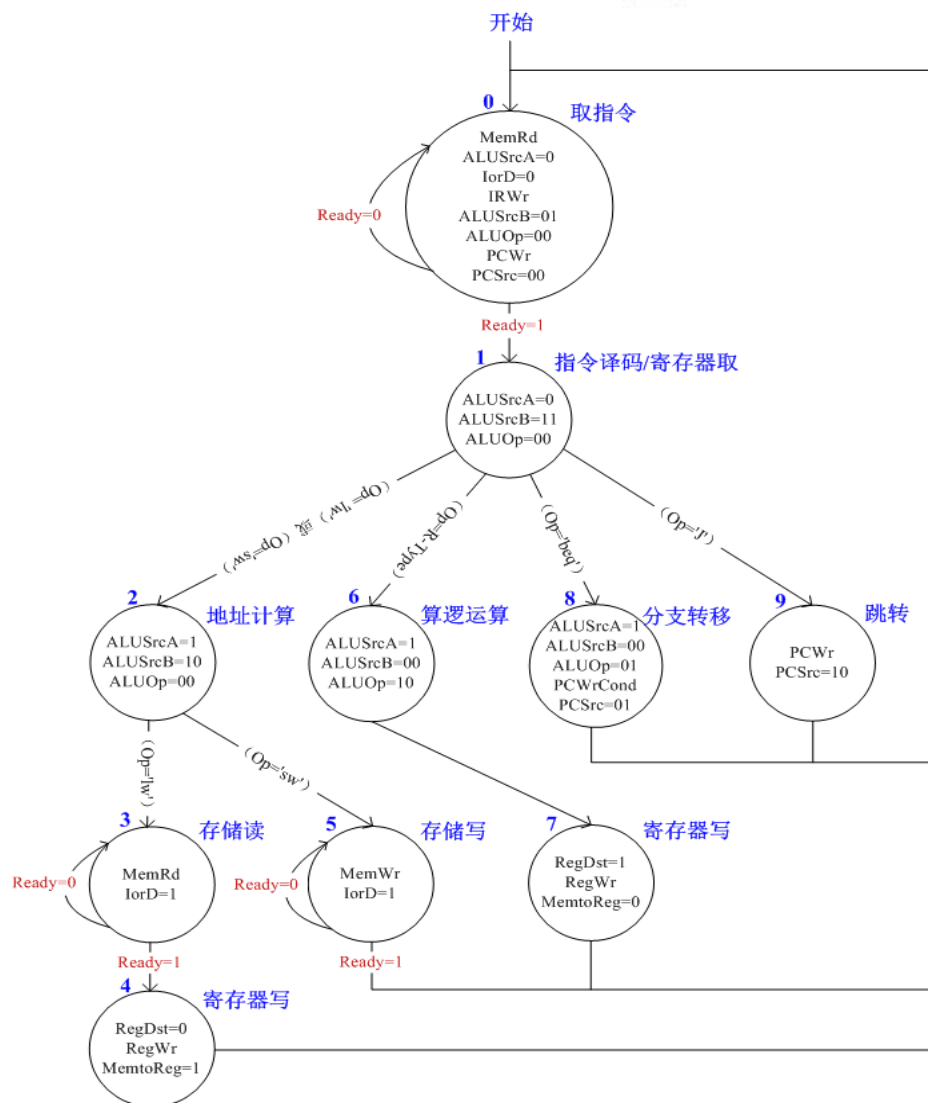 开始
0
取指令
MemRd
ALUSrcA=0
IorD=0
IRWr
ALUSrcB=01
ALUOp=00
PCWr
PCSrc=00
Ready=0
Ready=1
1
指令译码/寄存器取
ALUSrcA=0
ALUSrcB=11
ALUOp=00
(Op='lw') 或 (Op='sw')
(Op=R-Type)
(Op='beq')
(Op='J')
2
地址计算
ALUSrcA=1
ALUSrcB=10
ALUOp=00
6
算逻运算
ALUSrcA=1
ALUSrcB=00
ALUOp=10
8
分支转移
ALUSrcA=1
ALUSrcB=00
ALUOp=01
PCWrCond
PCSrc=01
9
跳转
PCWr
PCSrc=10
(Op='lw')
(Op='sw')
3
存储读
MemRd
IorD=1
Ready=0
Ready=1
5
存储写
MemWr
IorD=1
Ready=0
Ready=1
7
寄存器写
RegDst=1
RegWr
MemtoReg=0
4
寄存器写
RegDst=0
RegWr
MemtoReg=1